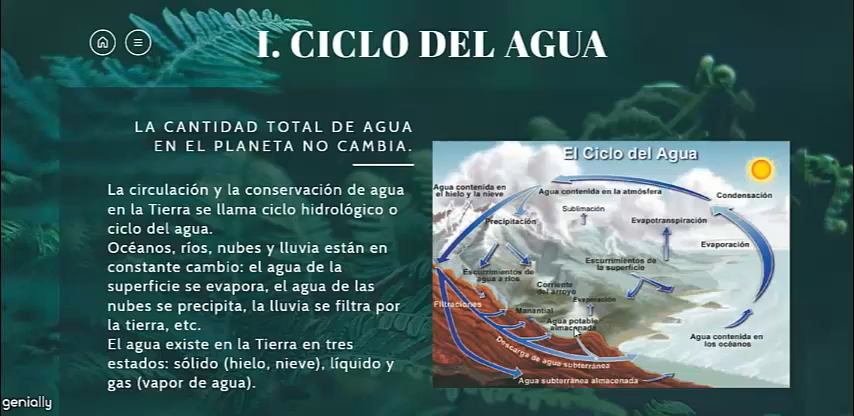 I. CICLO DEL AGUA
LA CANTIDAD TOTAL DE AGUA
EN EL PLANETA NO CAMBIA.
La circulación y la conservación de agua
en la Tierra se llama ciclo hidrológico o
ciclo del agua.
Océanos, ríos, nubes y lluvia están en
constante cambio: el agua de la
superficie se evapora, el agua de las
nubes se precipita, la lluvia se filtra por
la tierra, etc.
El agua existe en la Tierra en tres
estados: sólido (hielo, nieve), líquido y
gas (vapor de agua).
El Ciclo del Agua
Agua contenida en
el hielo y la nieve
Agua contenida en la atmósfera
Condensación
Sublimación
Precipitación
Evapotranspiración
Evaporación
Escurrimientos de
agua a ríos
Escurrimientos de
la superficie
Corriente
del arroyo
Evaporación
Filtraciones
Manantial
Agua potable
almacenada
Agua contenida en
los océanos
Descarga de agua subterránea
Agua subterránea almacenada
genially